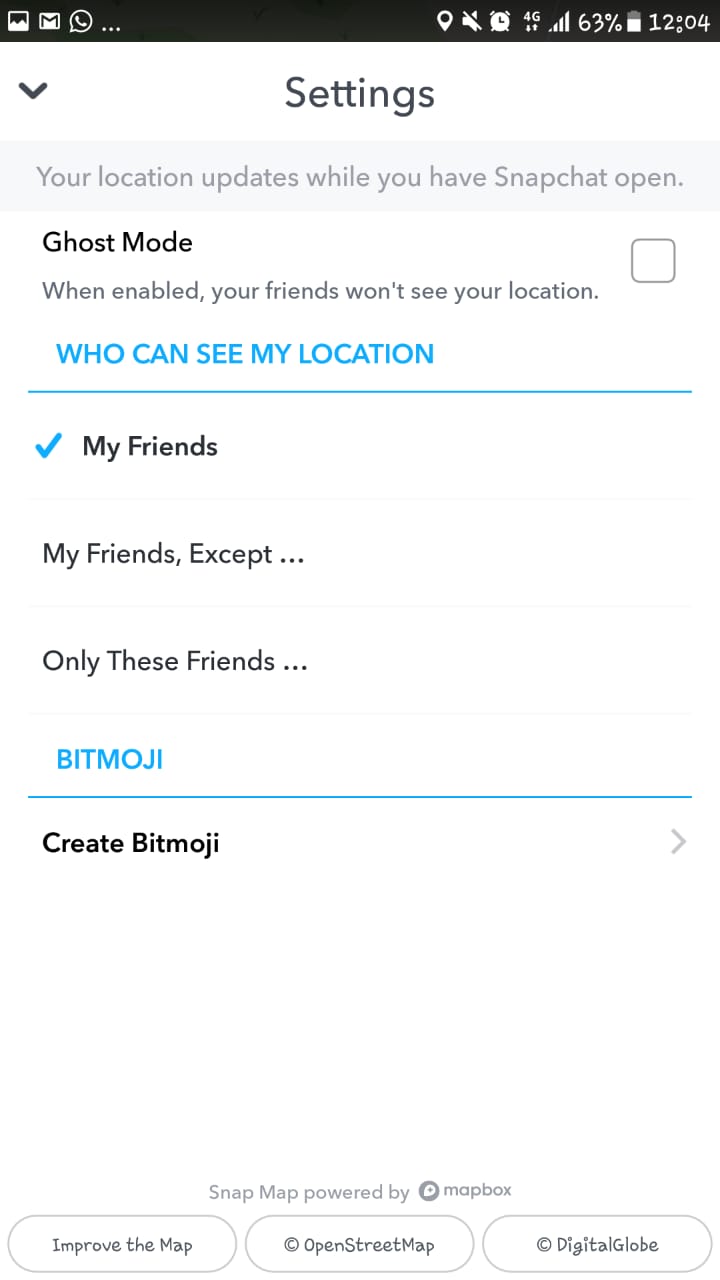 ... 4G 63% 12:04
Settings
Your location updates while you have Snapchat open.
Ghost Mode
When enabled, your friends won't see your location.
WHO CAN SEE MY LOCATION
My Friends
My Friends, Except ...
Only These Friends ...
BITMOJI
Create Bitmoji
Snap Map powered by mapbox
Improve the Map © OpenStreetMap © DigitalGlobe